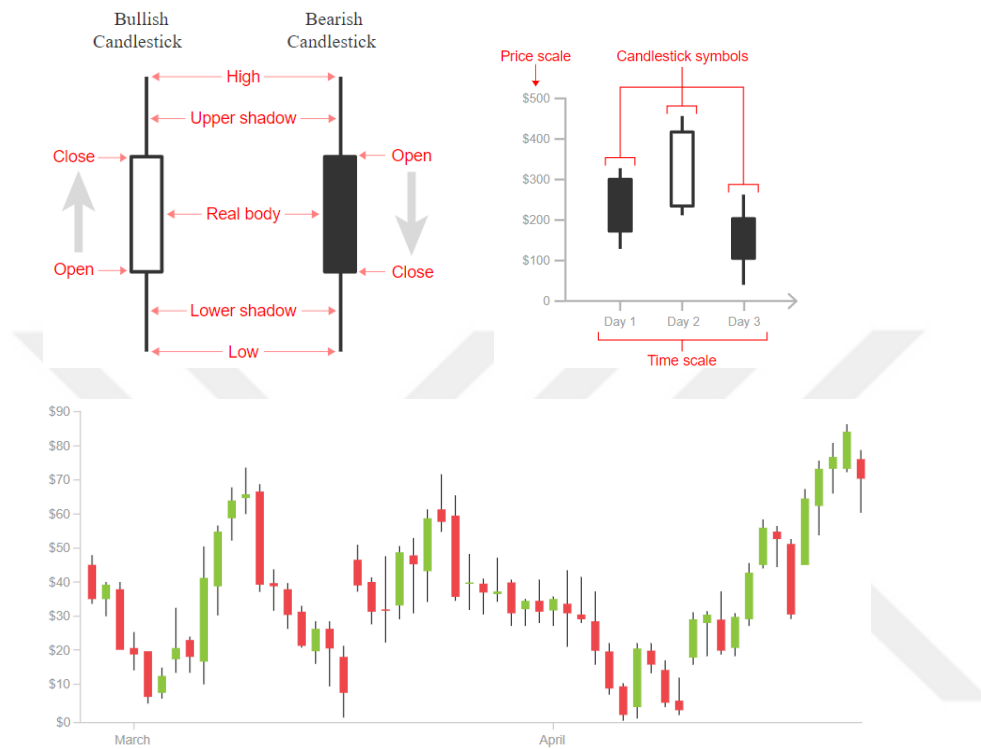 Bullish
Candlestick
Bearish
Candlestick
High
Upper shadow
Close
Open
Real body
Open
Close
Lower shadow
Low
Price scale
Candlestick symbols
$500
$400
$300
$200
$100
0
Day 1
Day 2
Day 3
Time scale
$90
$80
$70
$60
$50
$40
$30
$20
$10
$0
March
April